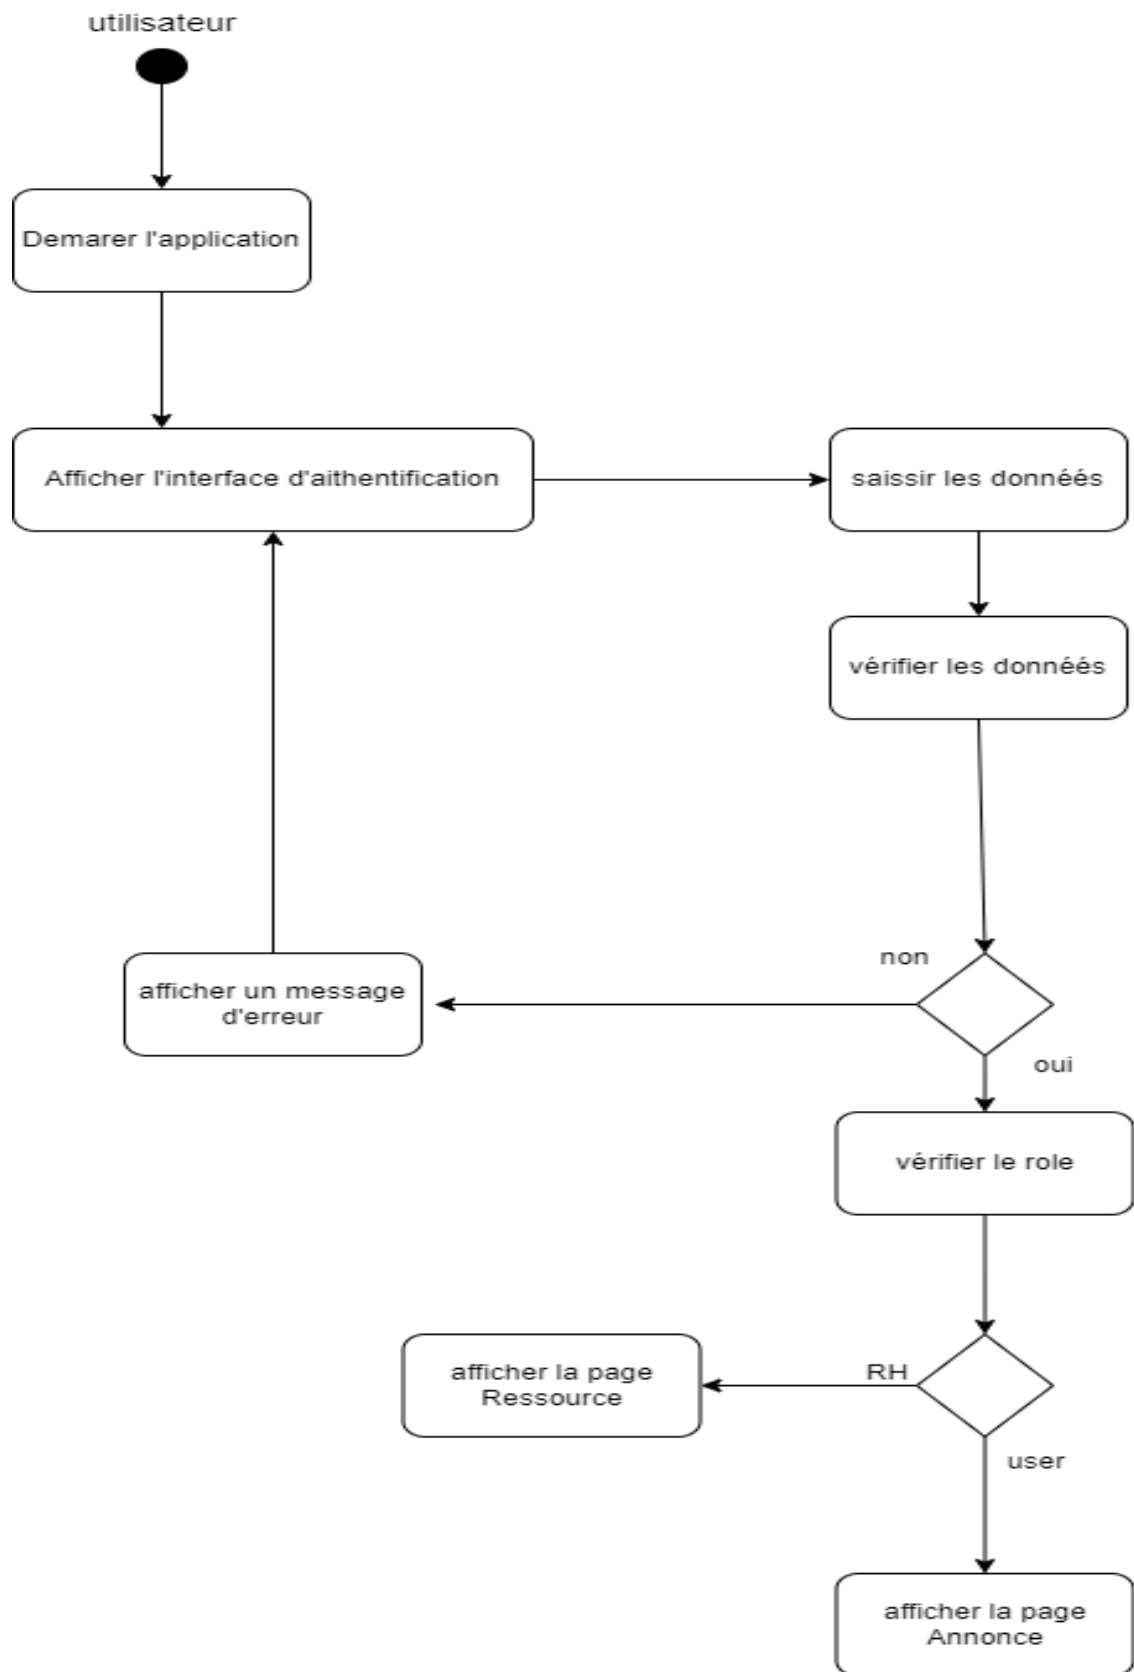 utilisateur
Demarer l'application
Afficher l'interface d'aithentification
saissir les donnéés
vérifier les donnéés
non
afficher un message
d'erreur
oui
vérifier le role
RH
afficher la page
Ressource
user
afficher la page
Annonce